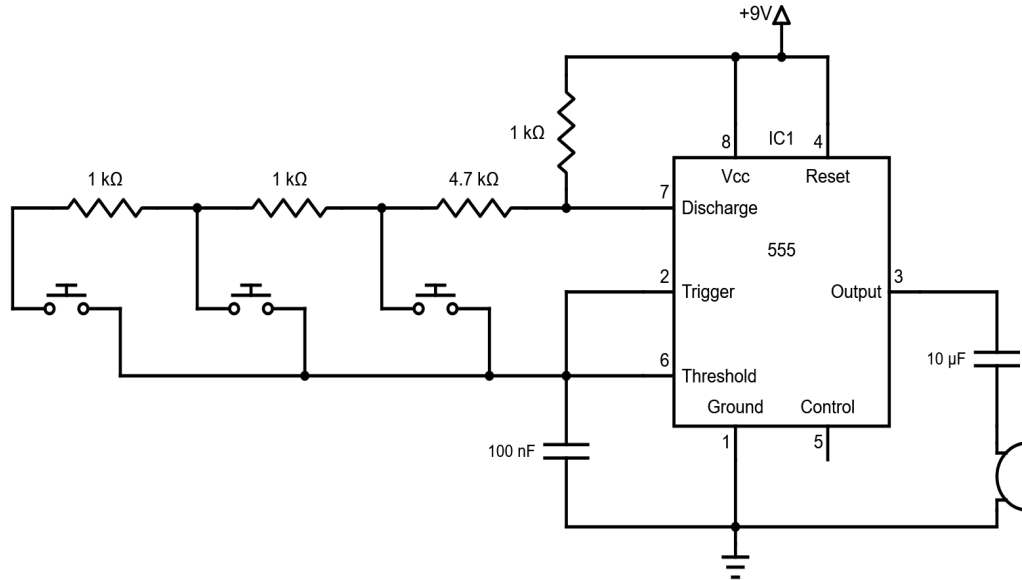 +9V
1 kΩ
8 IC1 4
Vcc Reset
1 kΩ 1 kΩ 4.7 kΩ
7
Discharge
555
2
Trigger Output 3
10 µF
6
Threshold
Ground Control
100 nF
1 5